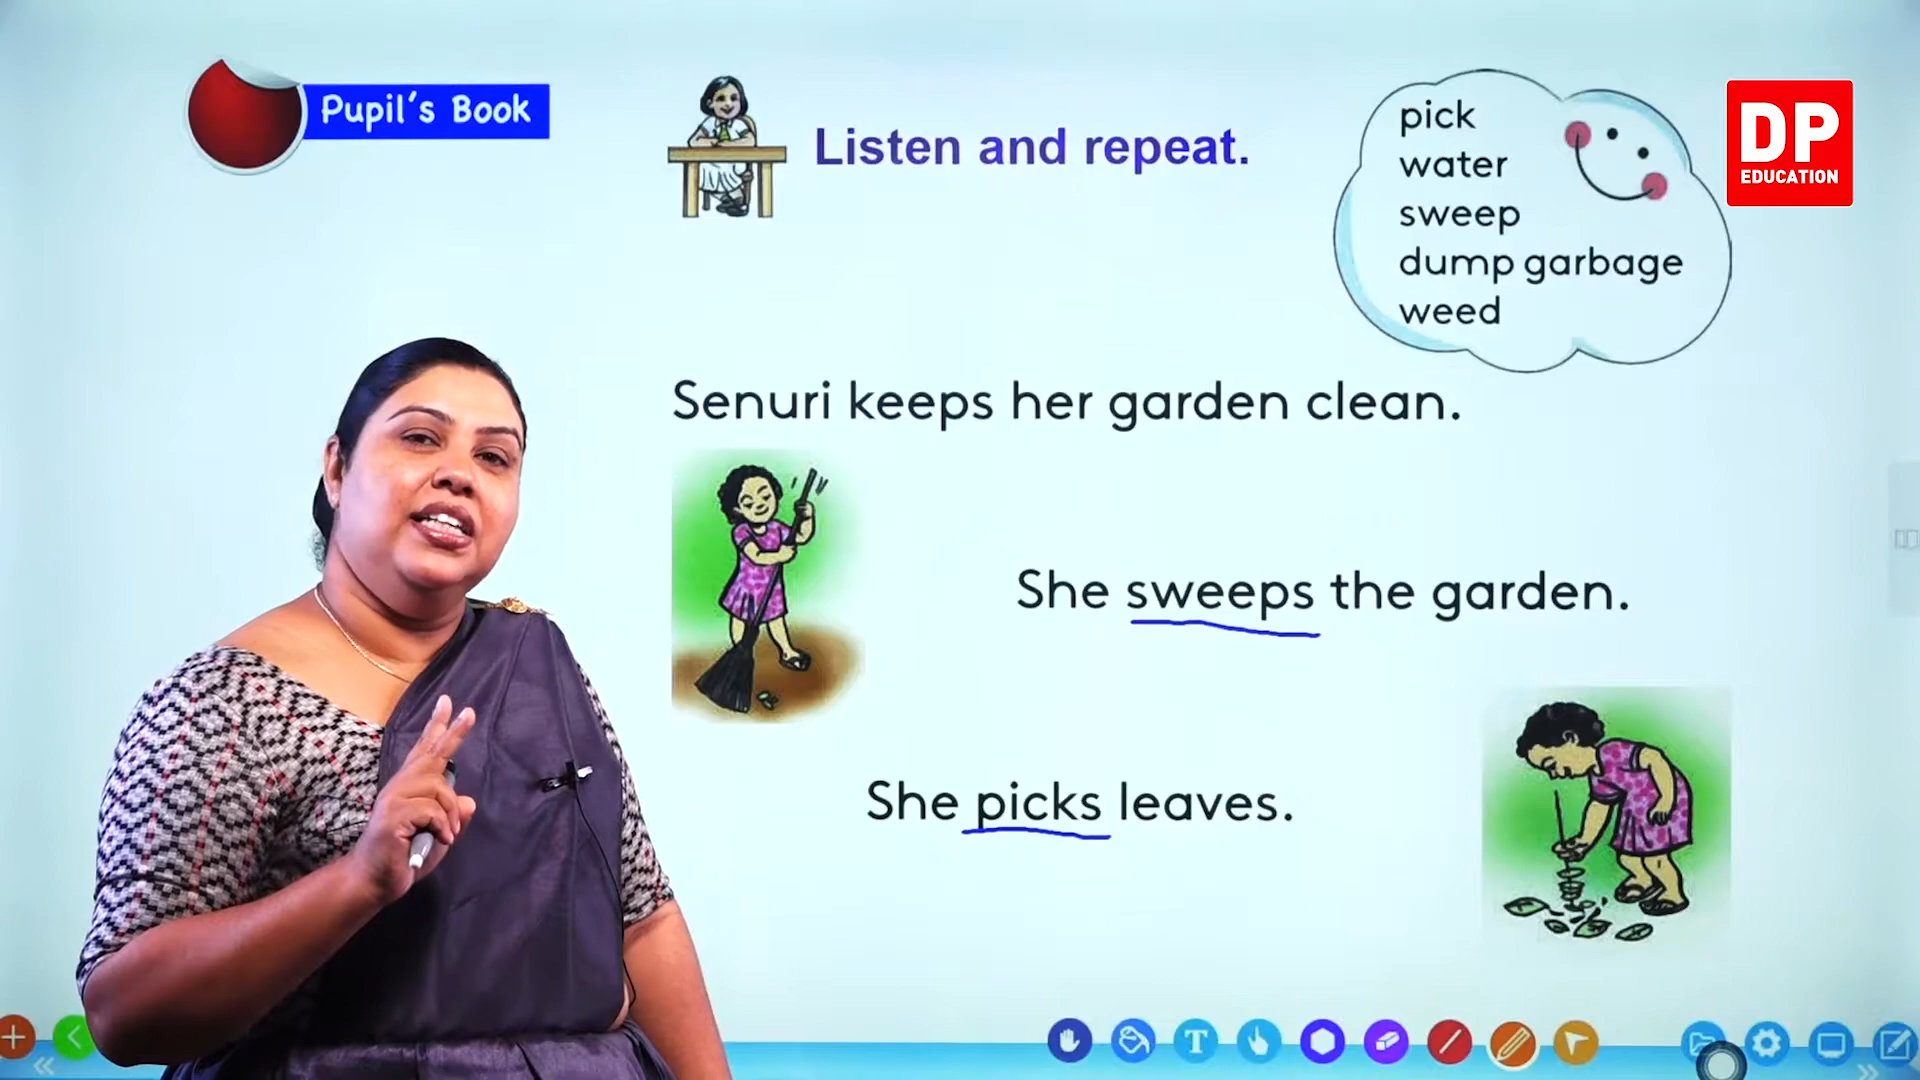 Pupil's Book
Listen and repeat.
pick
water
sweep
dump garbage
weed
DP
EDUCATION
Senuri keeps her garden clean.
She sweeps the garden.
She picks leaves.